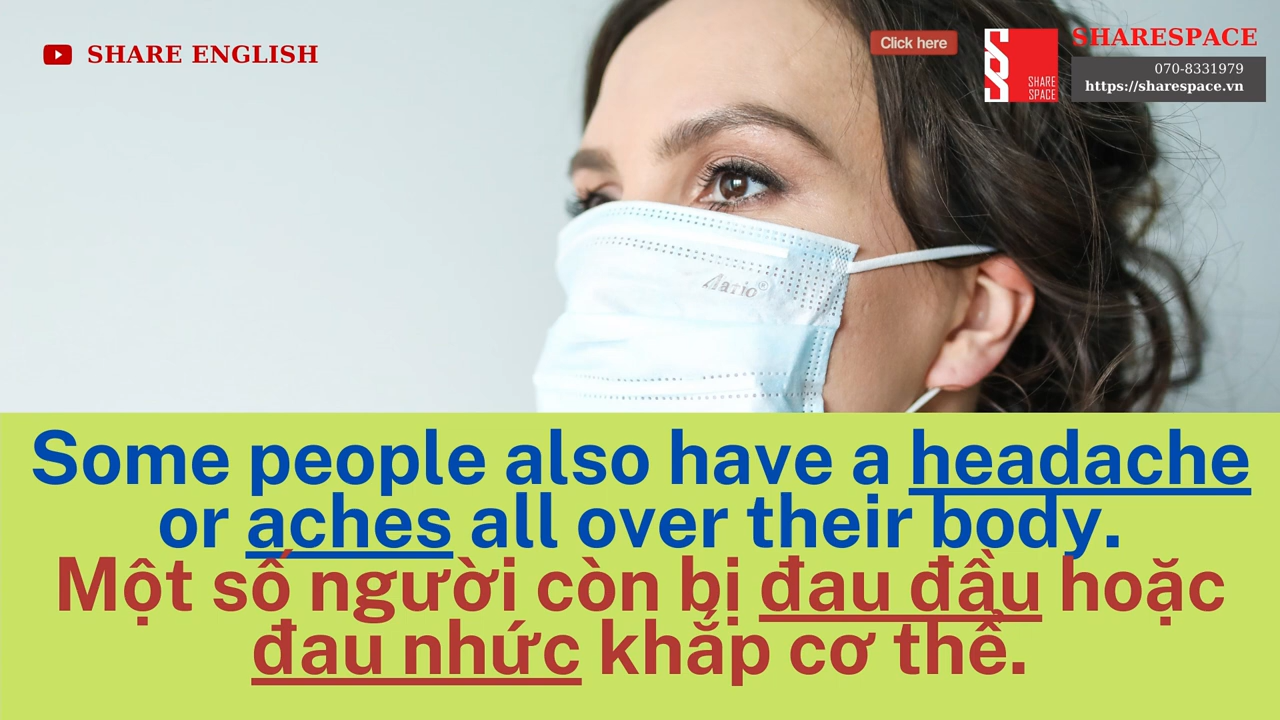 SHARE ENGLISH
Click here
SHARE
SPACE
SHARESPACE
070-8331979
https://sharespace.vn
Aario®
Some people also have a headache
or aches all over their body.
Một số người còn bị đau đầu hoặc
đau nhức khắp cơ thể.